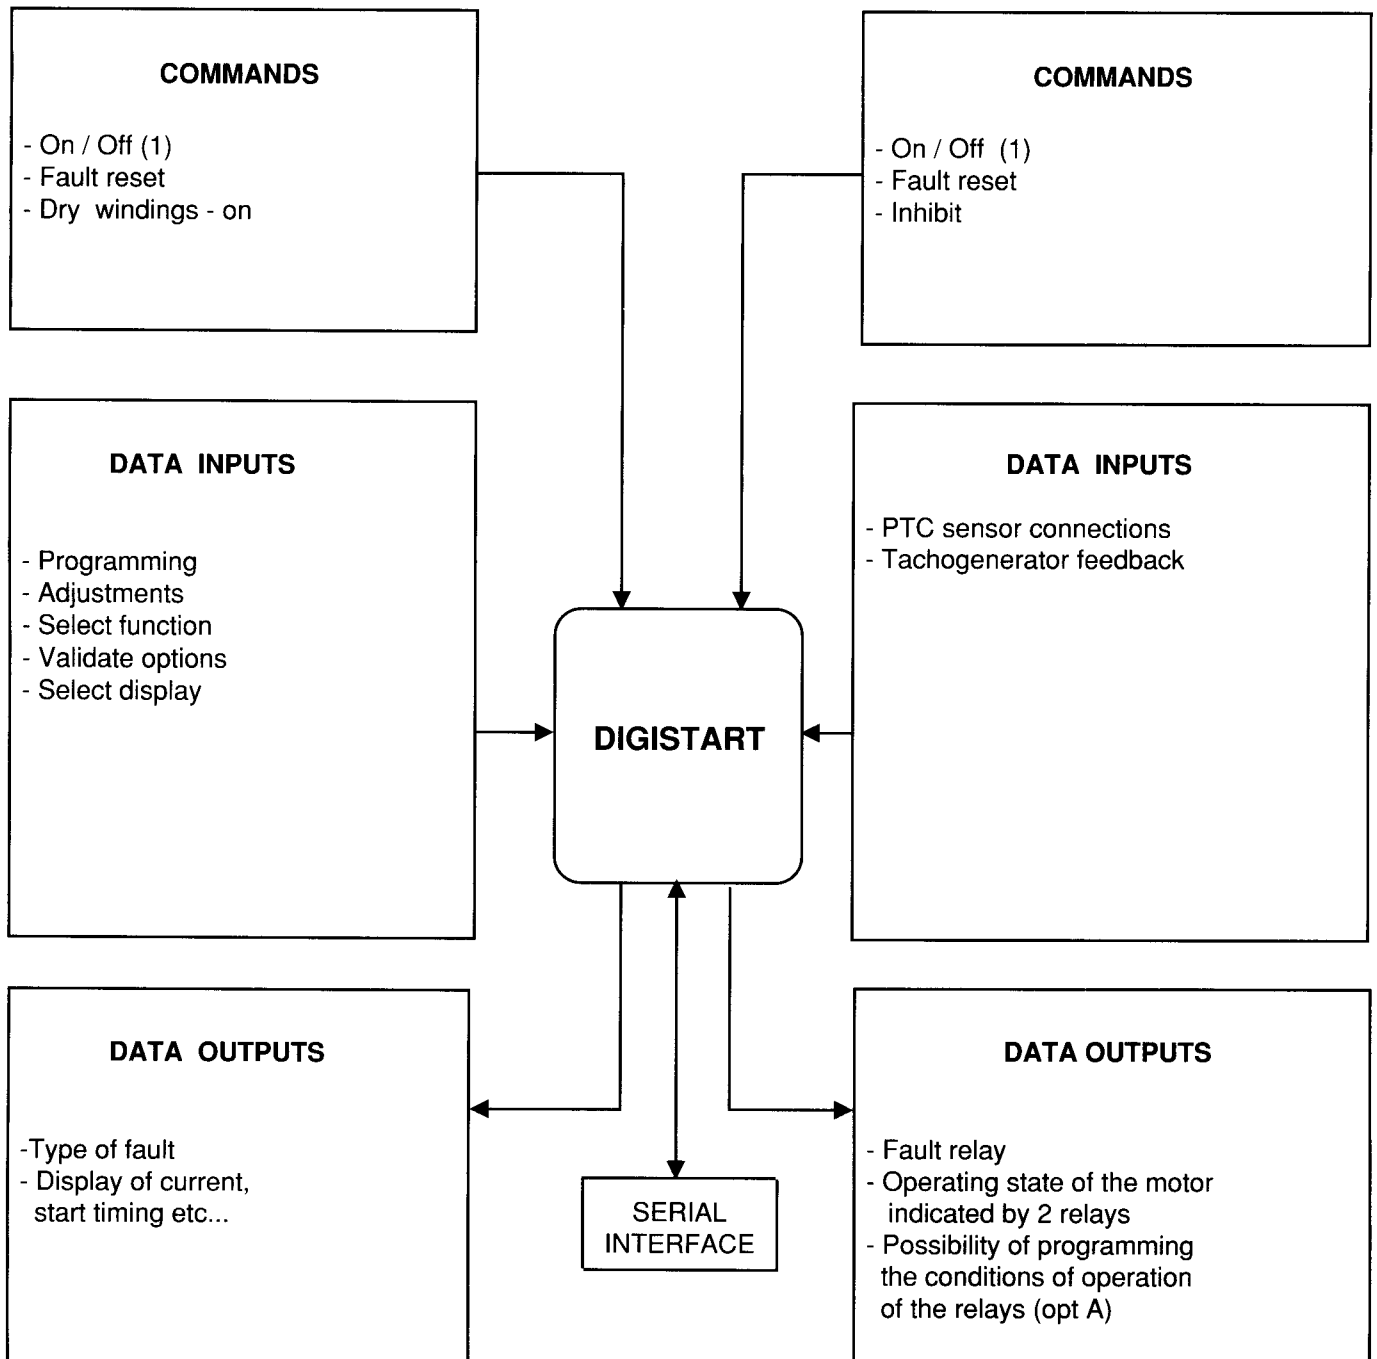 COMMANDS
- On / Off (1)
- Fault reset
- Dry windings - on
COMMANDS
- On / Off (1)
- Fault reset
- Inhibit
DATA INPUTS
- Programming
- Adjustments
- Select function
- Validate options
- Select display
DATA INPUTS
- PTC sensor connections
- Tachogenerator feedback
DIGISTART
DATA OUTPUTS
-Type of fault
- Display of current,
start timing etc...
SERIAL
INTERFACE
DATA OUTPUTS
- Fault relay
- Operating state of the motor
indicated by 2 relays
- Possibility of programming
the conditions of operation
of the relays (opt A)